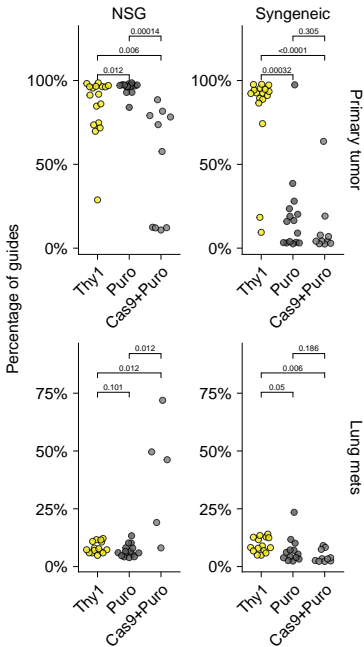 NSG
Syngeneic
0.00014
0.006
0.012
0.305
<0.0001
0.00032
100%
50%
0%
100%
50%
0%
Primary tumor
Thy1
Puro
Cas9+Puro
Thy1
Puro
Cas9+Puro
Percentage of guides
0.012
0.012
0.101
0.186
0.006
0.05
75%
50%
25%
0%
75%
50%
25%
0%
Lung mets
Thy1
Puro
Cas9+Puro
Thy1
Puro
Cas9+Puro